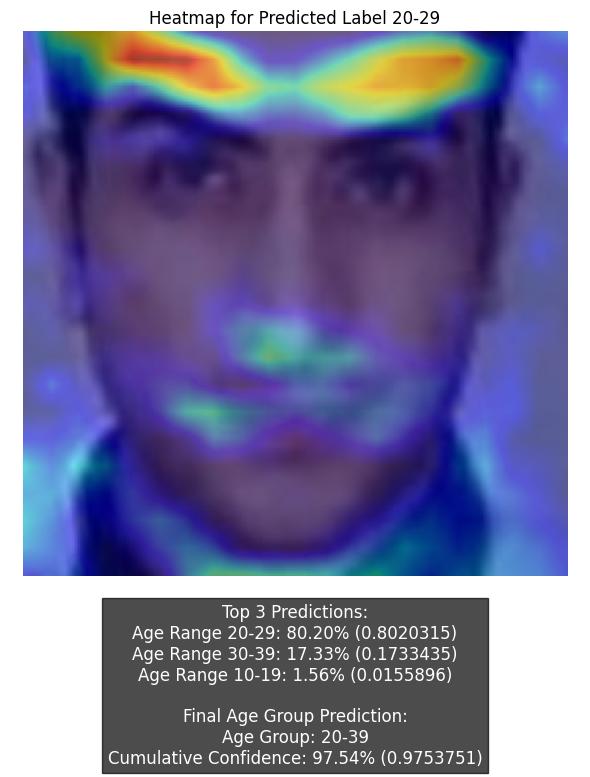 Heatmap for Predicted Label 20-29
Top 3 Predictions:
Age Range 20-29: 80.20% (0.8020315)
Age Range 30-39: 17.33% (0.1733435)
Age Range 10-19: 1.56% (0.0155896)
Final Age Group Prediction:
Age Group: 20-39
Cumulative Confidence: 97.54% (0.9753751)